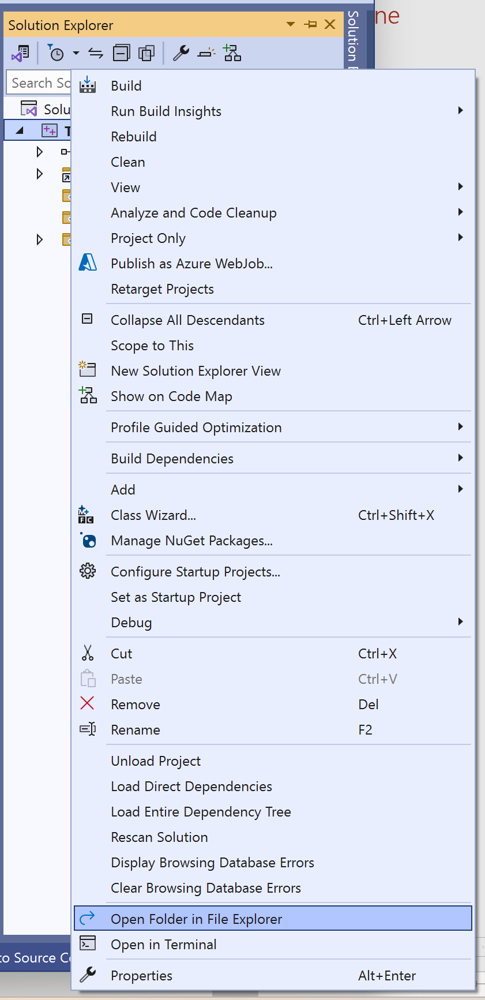 ne
Solution Explorer
Solution E
Search So
Solu
T
Build
Run Build Insights
Rebuild
Clean
View
Analyze and Code Cleanup
Project Only
Publish as Azure WebJob...
Retarget Projects
Collapse All Descendants Ctrl+Left Arrow
Scope to This
New Solution Explorer View
Show on Code Map
Profile Guided Optimization
Build Dependencies
Add
Class Wizard... Ctrl+Shift+X
Manage NuGet Packages...
Configure Startup Projects...
Set as Startup Project
Debug
Cut Ctrl+X
Paste Ctrl+V
Remove Del
Rename F2
Unload Project
Load Direct Dependencies
Load Entire Dependency Tree
Rescan Solution
Display Browsing Database Errors
Clear Browsing Database Errors
Open Folder in File Explorer
Open in Terminal
to Source Co
Properties Alt+Enter